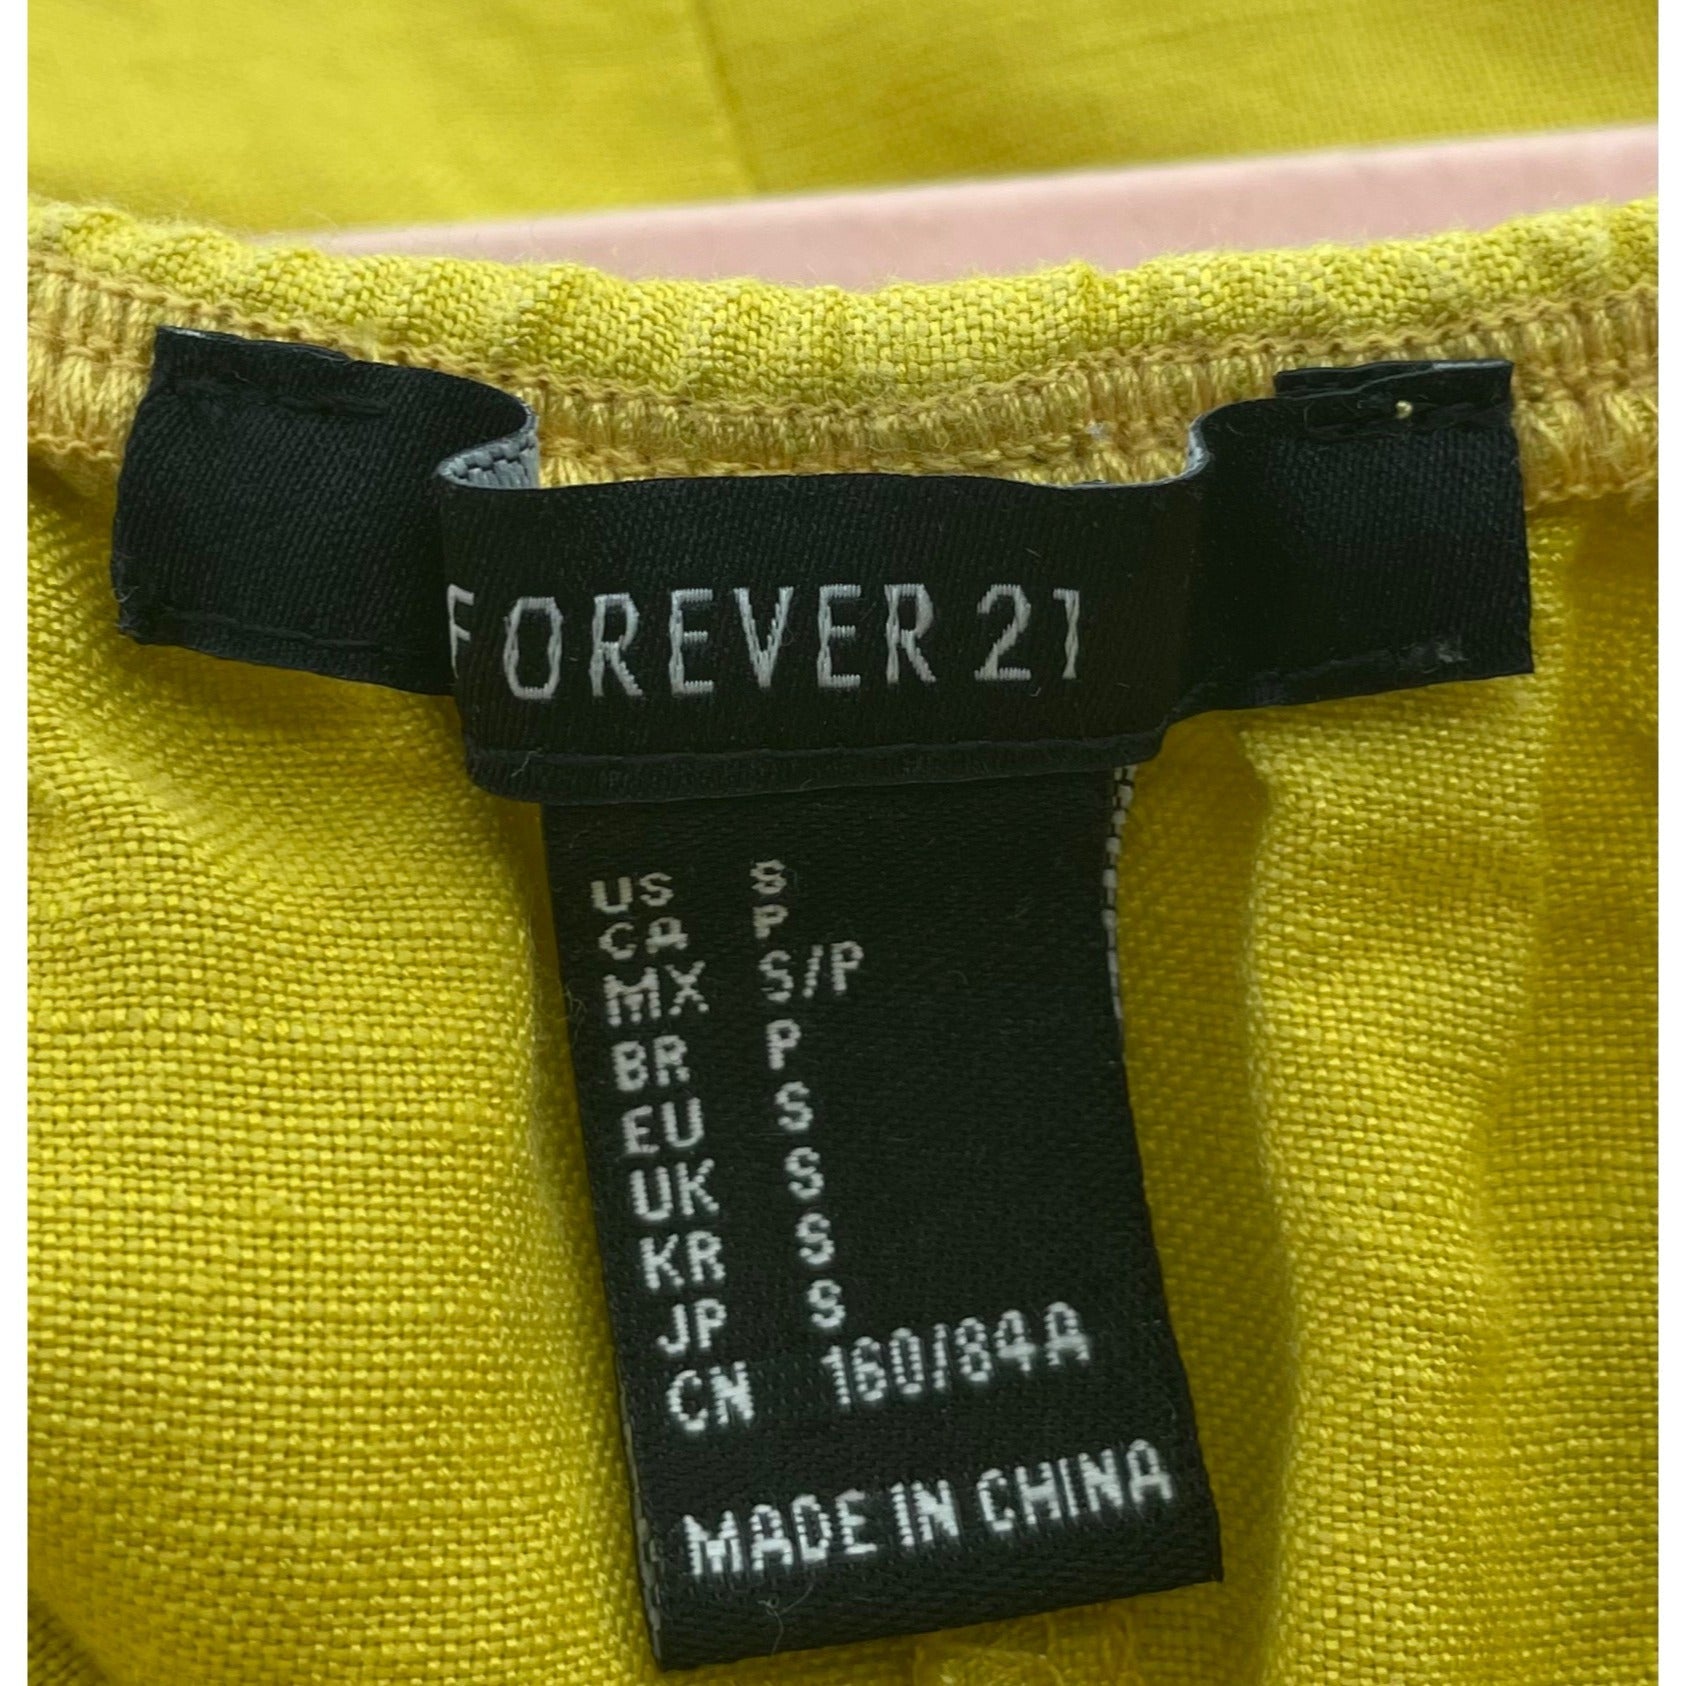 FOREVER 21
US S
CA P
MX S/P
BR P
EU S
UK S
KR S
JP S
CN 160/84A
MADE IN CHINA